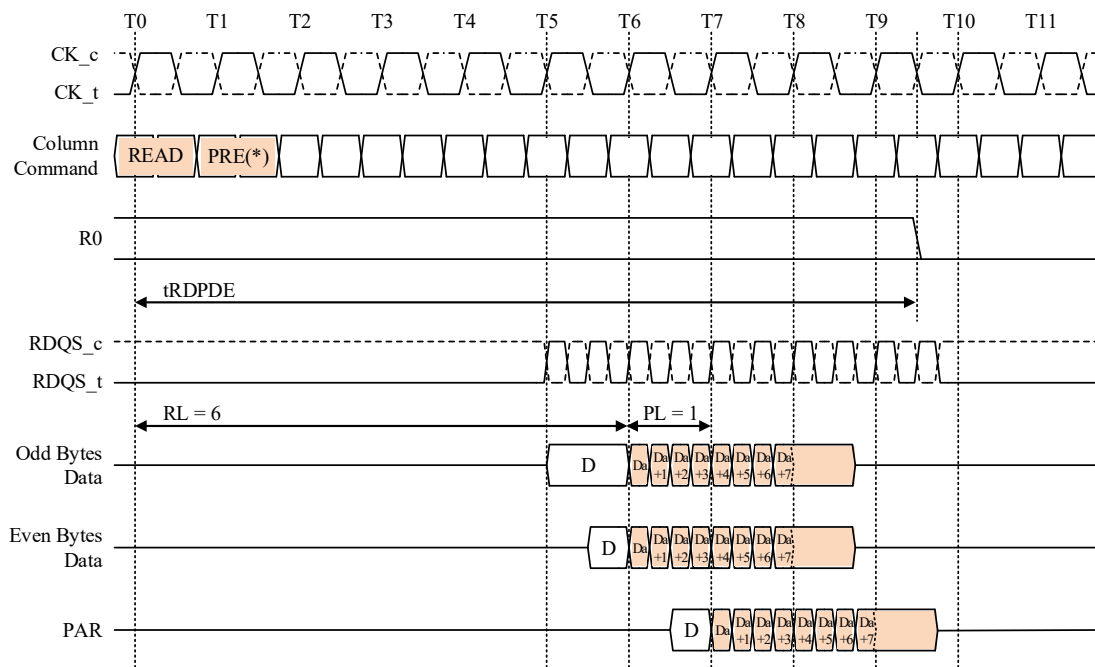 T0 T1 T2 T3 T4 T5 T6 T7 T8 T9 T10 T11
CK_c
CK_t
Column
Command
READ PRE(*)
R0
tRDPDE
RDQS_c
RDQS_t
RL = 6 PL = 1
Odd Bytes
Data
D Da Da Da Da Da Da Da Da
+1 +2 +3 +4 +5 +6 +7
Even Bytes
Data
D Da Da Da Da Da Da Da Da
+1 +2 +3 +4 +5 +6 +7
PAR
D Da Da Da Da Da Da Da Da
+1 +2 +3 +4 +5 +6 +7